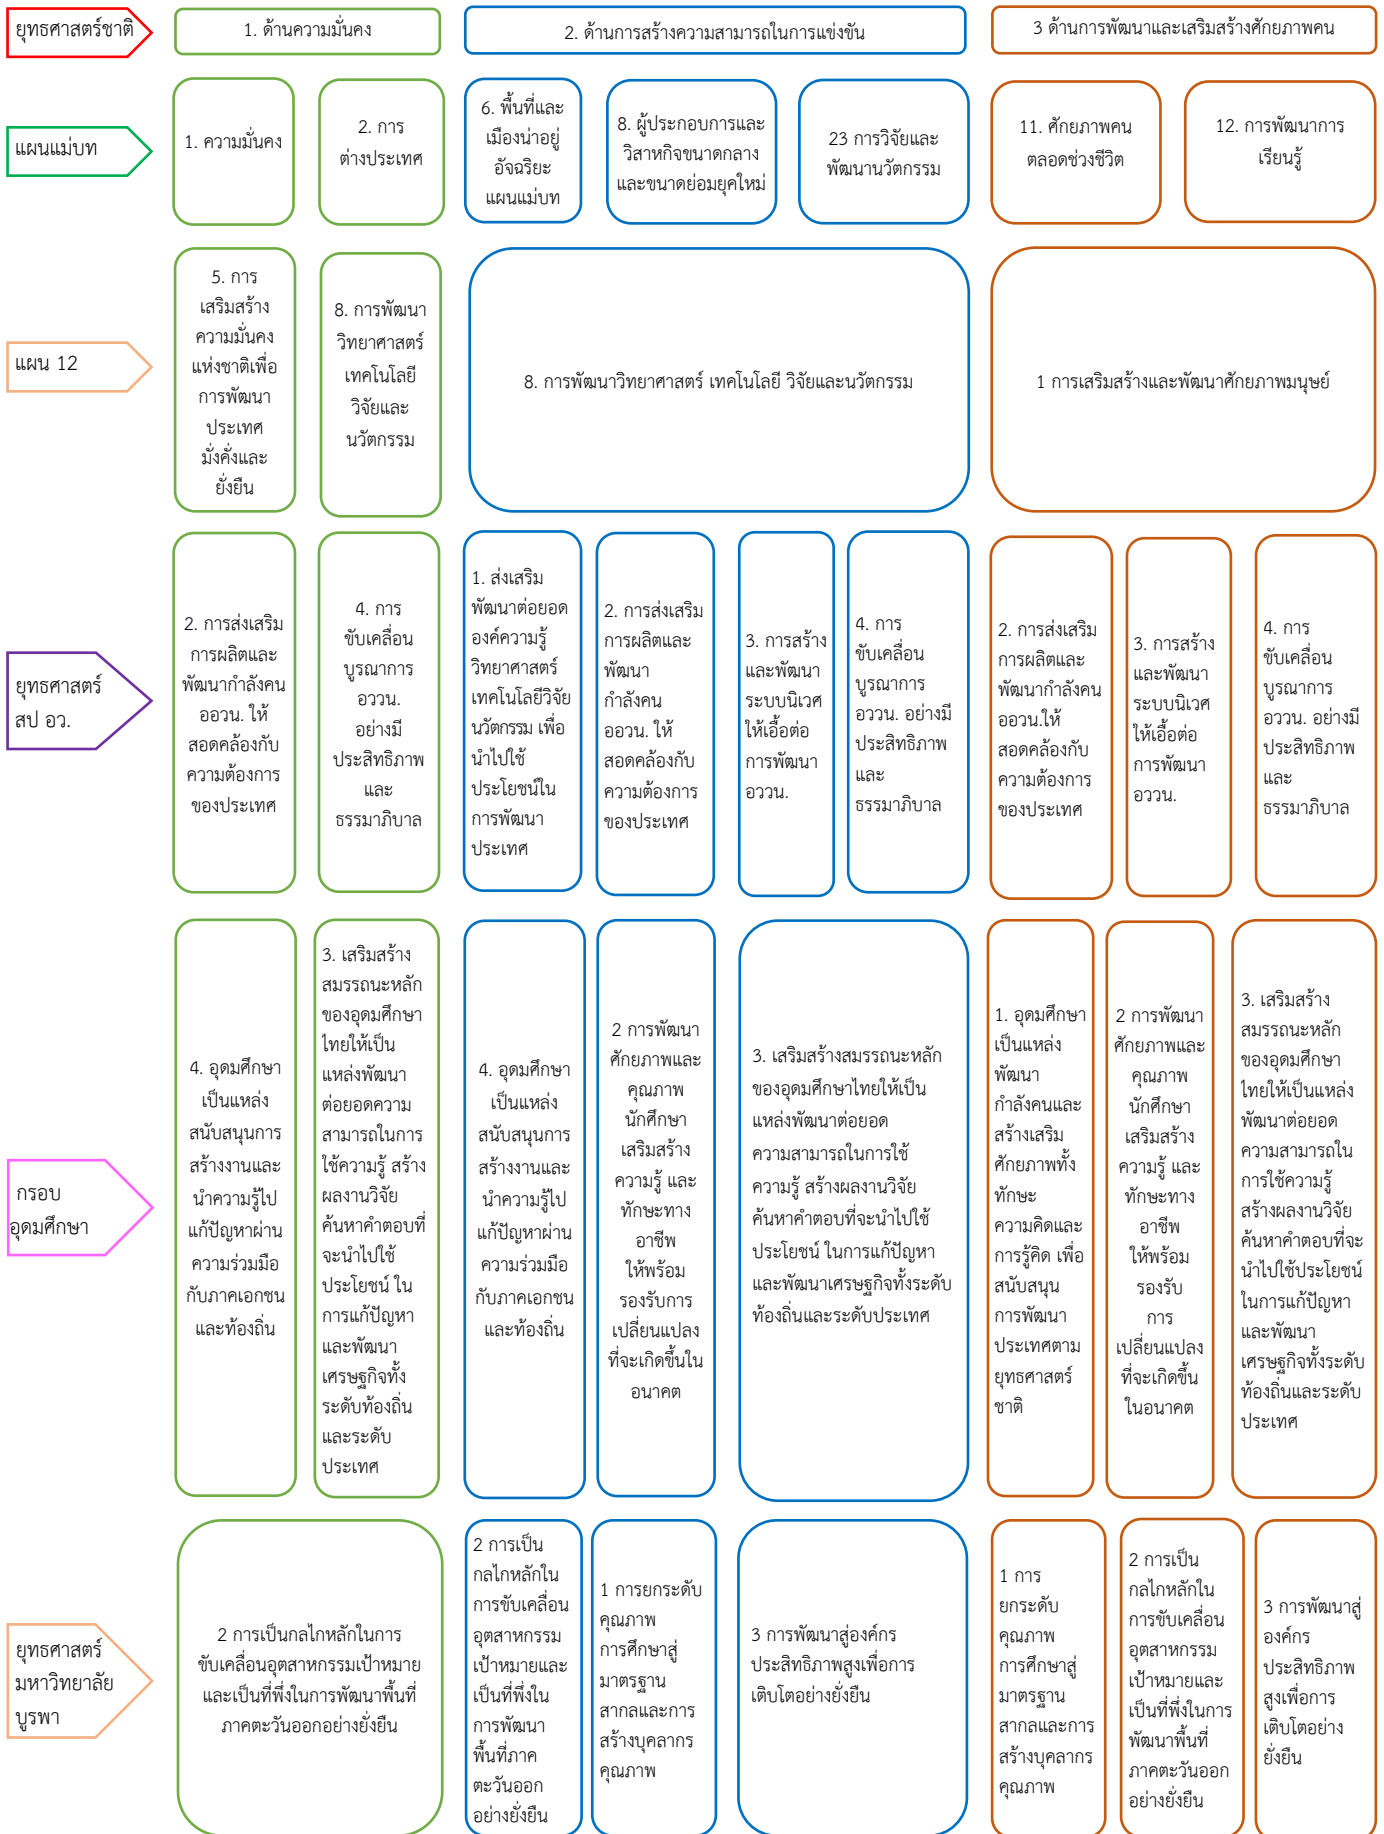 ยุทธศาสตร์ชาติ
1. ด้านความมั่นคง
2. ด้านการสร้างความสามารถในการแข่งขัน
3 ด้านการพัฒนาและเสริมสร้างศักยภาพคน
แผนแม่บท
1. ความมั่นคง
2. การ
ต่างประเทศ
6. พื้นที่และ
เมืองน่าอยู่
อัจฉริยะ
แผนแม่บท
8. ผู้ประกอบการและ
วิสาหกิจขนาดกลาง
และขนาดย่อมยุคใหม่
23 การวิจัยและ
พัฒนานวัตกรรม
11. ศักยภาพคน
ตลอดช่วงชีวิต
12. การพัฒนาการ
เรียนรู้
แผน 12
5. การ
เสริมสร้าง
ความมั่นคง
แห่งชาติเพื่อ
การพัฒนา
ประเทศ
มั่งคั่งและ
ยั่งยืน
8. การพัฒนา
วิทยาศาสตร์
เทคโนโลยี
วิจัยและ
นวัตกรรม
8. การพัฒนาวิทยาศาสตร์ เทคโนโลยี วิจัยและนวัตกรรม
1 การเสริมสร้างและพัฒนาศักยภาพมนุษย์
ยุทธศาสตร์
สป อว.
2. การส่งเสริม
การผลิตและ
พัฒนากำลังคน
ออวน. ให้
สอดคล้องกับ
ความต้องการ
ของประเทศ
4. การ
ขับเคลื่อน
บูรณาการ
อววน.
อย่างมี
ประสิทธิภาพ
และ
ธรรมาภิบาล
1. ส่งเสริม
พัฒนาต่อยอด
องค์ความรู้
วิทยาศาสตร์
เทคโนโลยีวิจัย
นวัตกรรม เพื่อ
นำไปใช้
ประโยชน์ใน
การพัฒนา
ประเทศ
2. การส่งเสริม
การผลิตและ
พัฒนา
กำลังคน
ออวน. ให้
สอดคล้องกับ
ความต้องการ
ของประเทศ
3. การสร้าง
และพัฒนา
ระบบนิเวศ
ให้เอื้อต่อ
การพัฒนา
อววน.
4. การ
ขับเคลื่อน
บูรณาการ
อววน. อย่างมี
ประสิทธิภาพ
และ
ธรรมาภิบาล
2. การส่งเสริม
การผลิตและ
พัฒนากำลังคน
ออวน.ให้
สอดคล้องกับ
ความต้องการ
ของประเทศ
3. การสร้าง
และพัฒนา
ระบบนิเวศ
ให้เอื้อต่อ
การพัฒนา
อววน.
4. การ
ขับเคลื่อน
บูรณาการ
อววน. อย่างมี
ประสิทธิภาพ
และ
ธรรมาภิบาล
กรอบ
อุดมศึกษา
4. อุดมศึกษา
เป็นแหล่ง
สนับสนุนการ
สร้างงานและ
นำความรู้ไป
แก้ปัญหาผ่าน
ความร่วมมือ
กับภาคเอกชน
และท้องถิ่น
3. เสริมสร้าง
สมรรถนะหลัก
ของอุดมศึกษา
ไทยให้เป็น
แหล่งพัฒนา
ต่อยอดความ
สามารถในการ
ใช้ความรู้ สร้าง
ผลงานวิจัย
ค้นหาคำตอบที่
จะนำไปใช้
ประโยชน์ ใน
การแก้ปัญหา
และพัฒนา
เศรษฐกิจทั้ง
ระดับท้องถิ่น
และระดับ
ประเทศ
4. อุดมศึกษา
เป็นแหล่ง
สนับสนุนการ
สร้างงานและ
นำความรู้ไป
แก้ปัญหาผ่าน
ความร่วมมือ
กับภาคเอกชน
และท้องถิ่น
2 การพัฒนา
ศักยภาพและ
คุณภาพ
นักศึกษา
เสริมสร้าง
ความรู้ และ
ทักษะทาง
อาชีพ
ให้พร้อม
รองรับการ
เปลี่ยนแปลง
ที่จะเกิดขึ้นใน
อนาคต
3. เสริมสร้างสมรรถนะหลัก
ของอุดมศึกษาไทยให้เป็น
แหล่งพัฒนาต่อยอด
ความสามารถในการใช้
ความรู้ สร้างผลงานวิจัย
ค้นหาคำตอบที่จะนำไปใช้
ประโยชน์ ในการแก้ปัญหา
และพัฒนาเศรษฐกิจทั้งระดับ
ท้องถิ่นและระดับประเทศ
1. อุดมศึกษา
เป็นแหล่ง
พัฒนา
กำลังคนและ
สร้างเสริม
ศักยภาพทั้ง
ทักษะ
ความคิดและ
การรู้คิด เพื่อ
สนับสนุน
การพัฒนา
ประเทศตาม
ยุทธศาสตร์
ชาติ
2 การพัฒนา
ศักยภาพและ
คุณภาพ
นักศึกษา
เสริมสร้าง
ความรู้ และ
ทักษะทาง
อาชีพ
ให้พร้อม
รองรับ
การ
เปลี่ยนแปลง
ที่จะเกิดขึ้น
ในอนาคต
3. เสริมสร้าง
สมรรถนะหลัก
ของอุดมศึกษา
ไทยให้เป็นแหล่ง
พัฒนาต่อยอด
ความสามารถใน
การใช้ความรู้
สร้างผลงานวิจัย
ค้นหาคำตอบที่จะ
นำไปใช้ประโยชน์
ในการแก้ปัญหา
และพัฒนา
เศรษฐกิจทั้งระดับ
ท้องถิ่นและระดับ
ประเทศ
ยุทธศาสตร์
มหาวิทยาลัย
บูรพา
2 การเป็นกลไกหลักในการ
ขับเคลื่อนอุตสาหกรรมเป้าหมาย
และเป็นที่พึ่งในการพัฒนาพื้นที่
ภาคตะวันออกอย่างยั่งยืน
2 การเป็น
กลไกหลักใน
การขับเคลื่อน
อุตสาหกรรม
เป้าหมายและ
เป็นที่พึ่งใน
การพัฒนา
พื้นที่ภาค
ตะวันออก
อย่างยั่งยืน
1 การยกระดับ
คุณภาพ
การศึกษาสู่
มาตรฐาน
สากลและการ
สร้างบุคลากร
คุณภาพ
3 การพัฒนาสู่องค์กร
ประสิทธิภาพสูงเพื่อการ
เติบโตอย่างยั่งยืน
1 การ
ยกระดับ
คุณภาพ
การศึกษาสู่
มาตรฐาน
สากลและการ
สร้างบุคลากร
คุณภาพ
2 การเป็น
กลไกหลักใน
การขับเคลื่อน
อุตสาหกรรม
เป้าหมายและ
เป็นที่พึ่งในการ
พัฒนาพื้นที่
ภาคตะวันออก
อย่างยั่งยืน
3 การพัฒนาสู่
องค์กร
ประสิทธิภาพ
สูงเพื่อการ
เติบโตอย่าง
ยั่งยืน